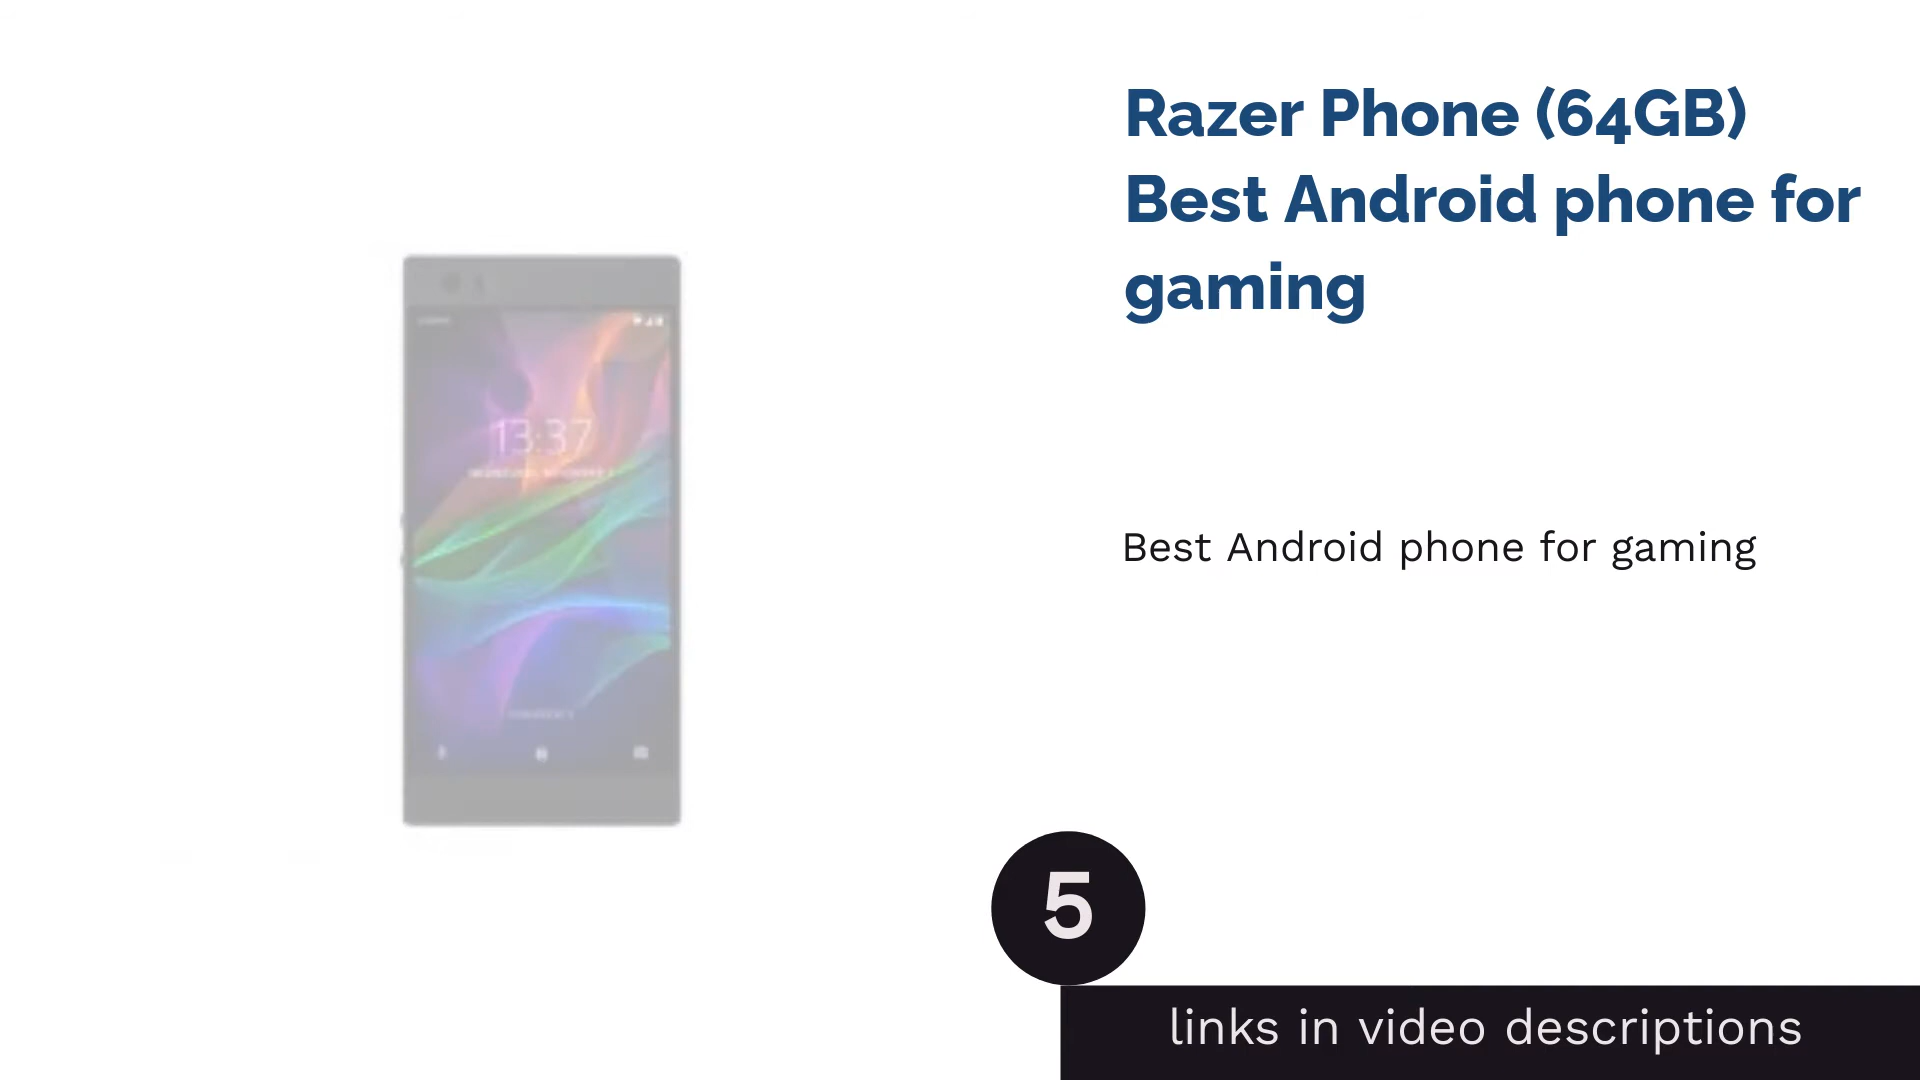 Razer Phone (64GB)
Best Android phone for
gaming
13:37
Best Android phone for gaming
5
links in video descriptions